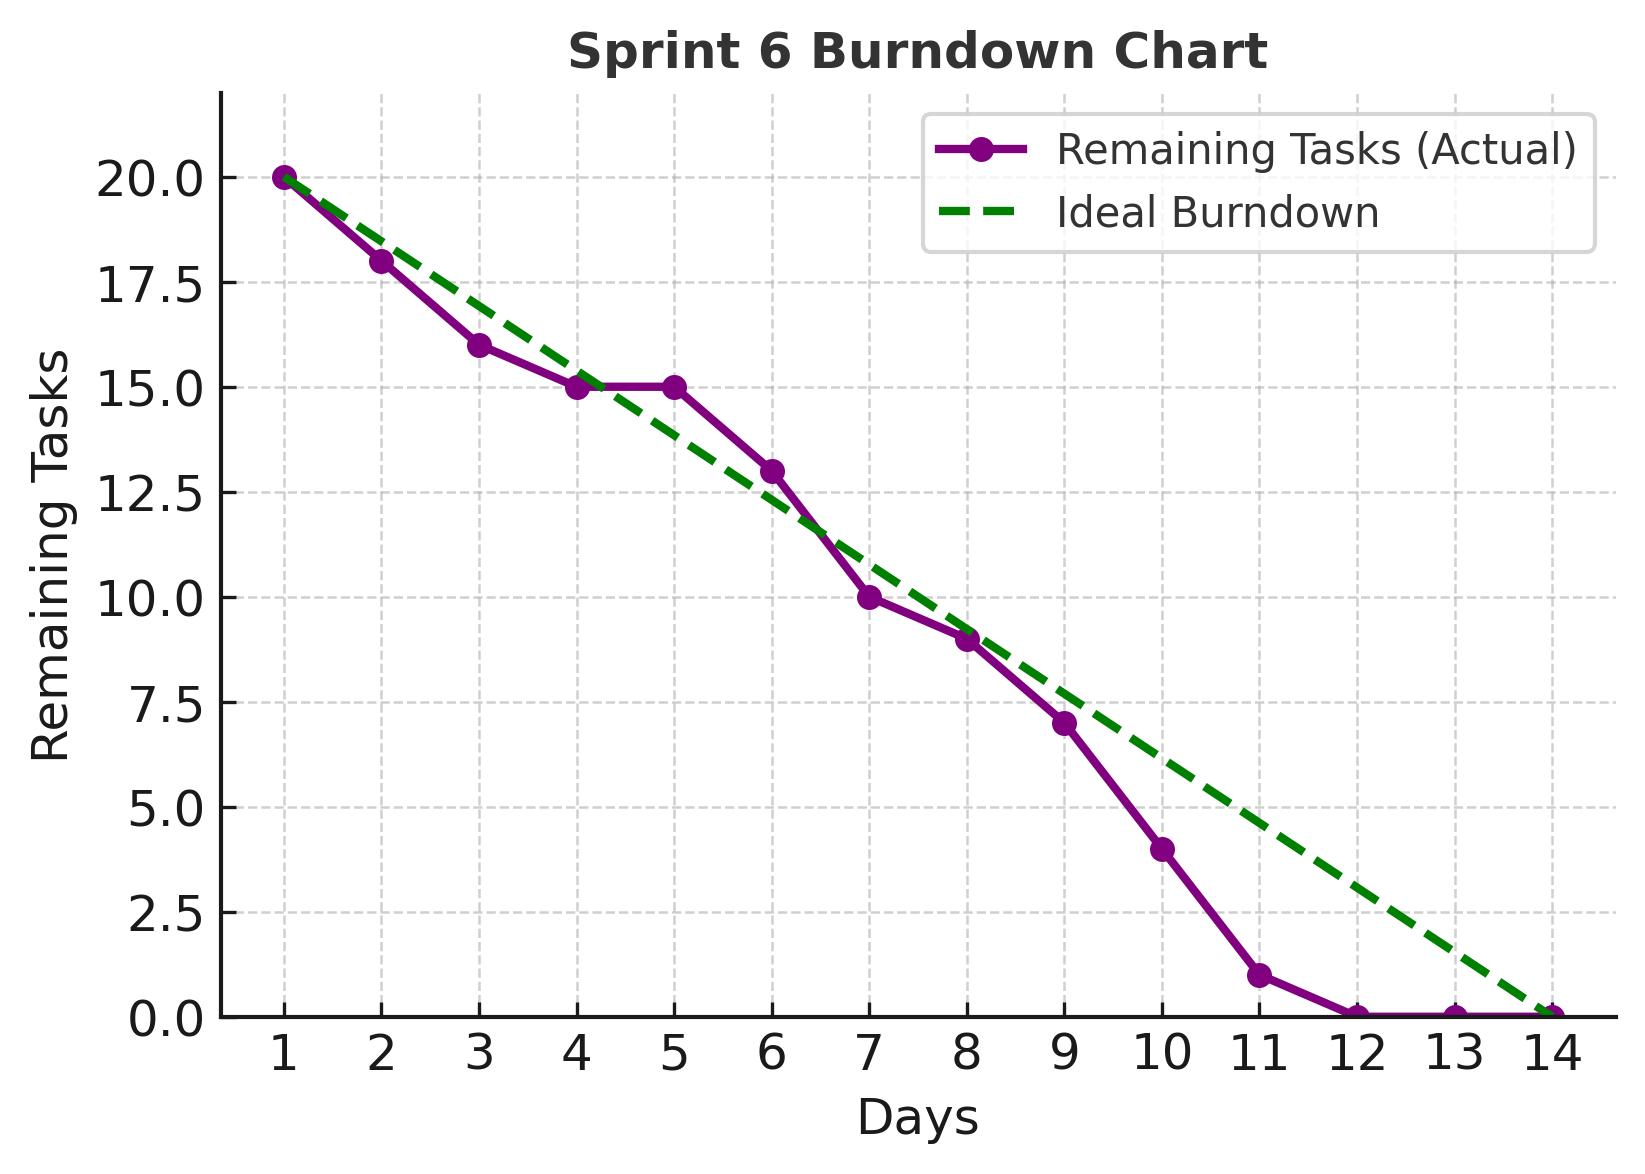 Sprint 6 Burndown Chart
Remaining Tasks (Actual)
Ideal Burndown
Remaining Tasks
20.0
17.5
15.0
12.5
10.0
7.5
5.0
2.5
0.0
1 2 3 4 5 6 7 8 9 10 11 12 13 14
Days